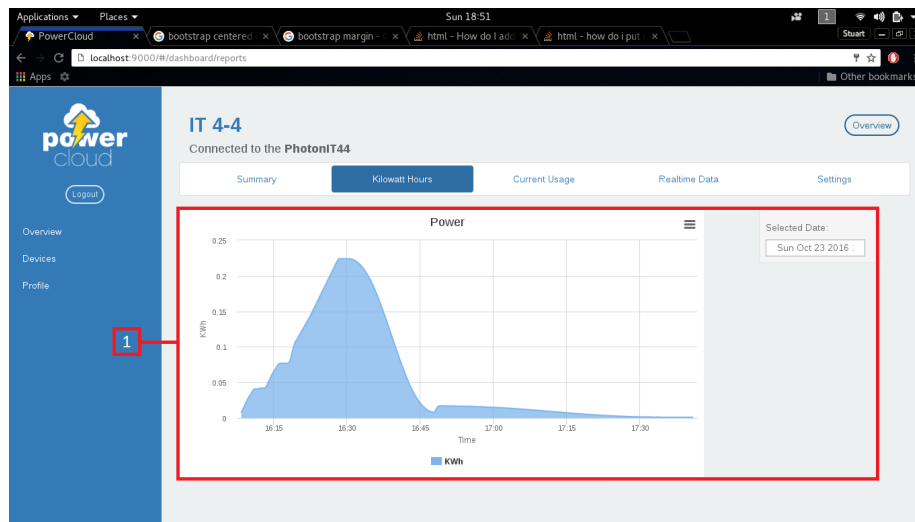 Applications Places Sun 18:51 1
PowerCloud × bootstrap centered × bootstrap margin - × html - How do I add × html - how do i put × Stuart
localhost:9000/#/dashboard/reports
Apps Other bookmarks
power
cloud
Logout
Overview
Devices
Profile
IT 4-4
Connected to the PhotonIT44
Overview
Summary Kilowatt Hours Current Usage Realtime Data Settings
1
Power
KWh
0.25
0.2
0.15
0.1
0.05
0
16:15 16:30 16:45 17:00 17:15 17:30
Time
KWh
Selected Date:
Sun Oct 23 2016